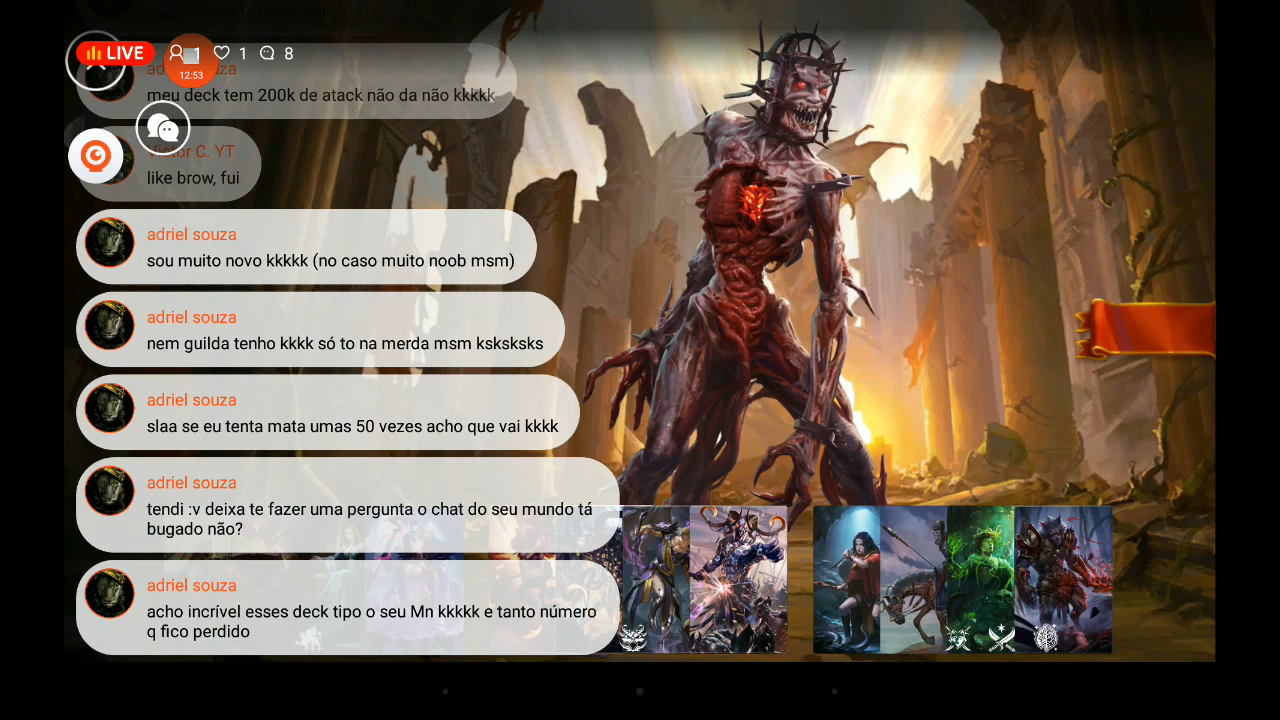 LIVE 1 1 8
12:53
meu deck tem 200k de atack não da não kkkkk
Victor C. YT
like brow, fui
adriel souza
sou muito novo kkkkk (no caso muito noob msm)
adriel souza
nem guilda tenho kkkk só to na merda msm ksksksks
adriel souza
slaa se eu tenta mata umas 50 vezes acho que vai kkkk
adriel souza
tendi :v deixa te fazer uma pergunta o chat do seu mundo tá
bugado não?
adriel souza
acho incrível esses deck tipo o seu Mn kkkkk e tanto número
q fico perdido